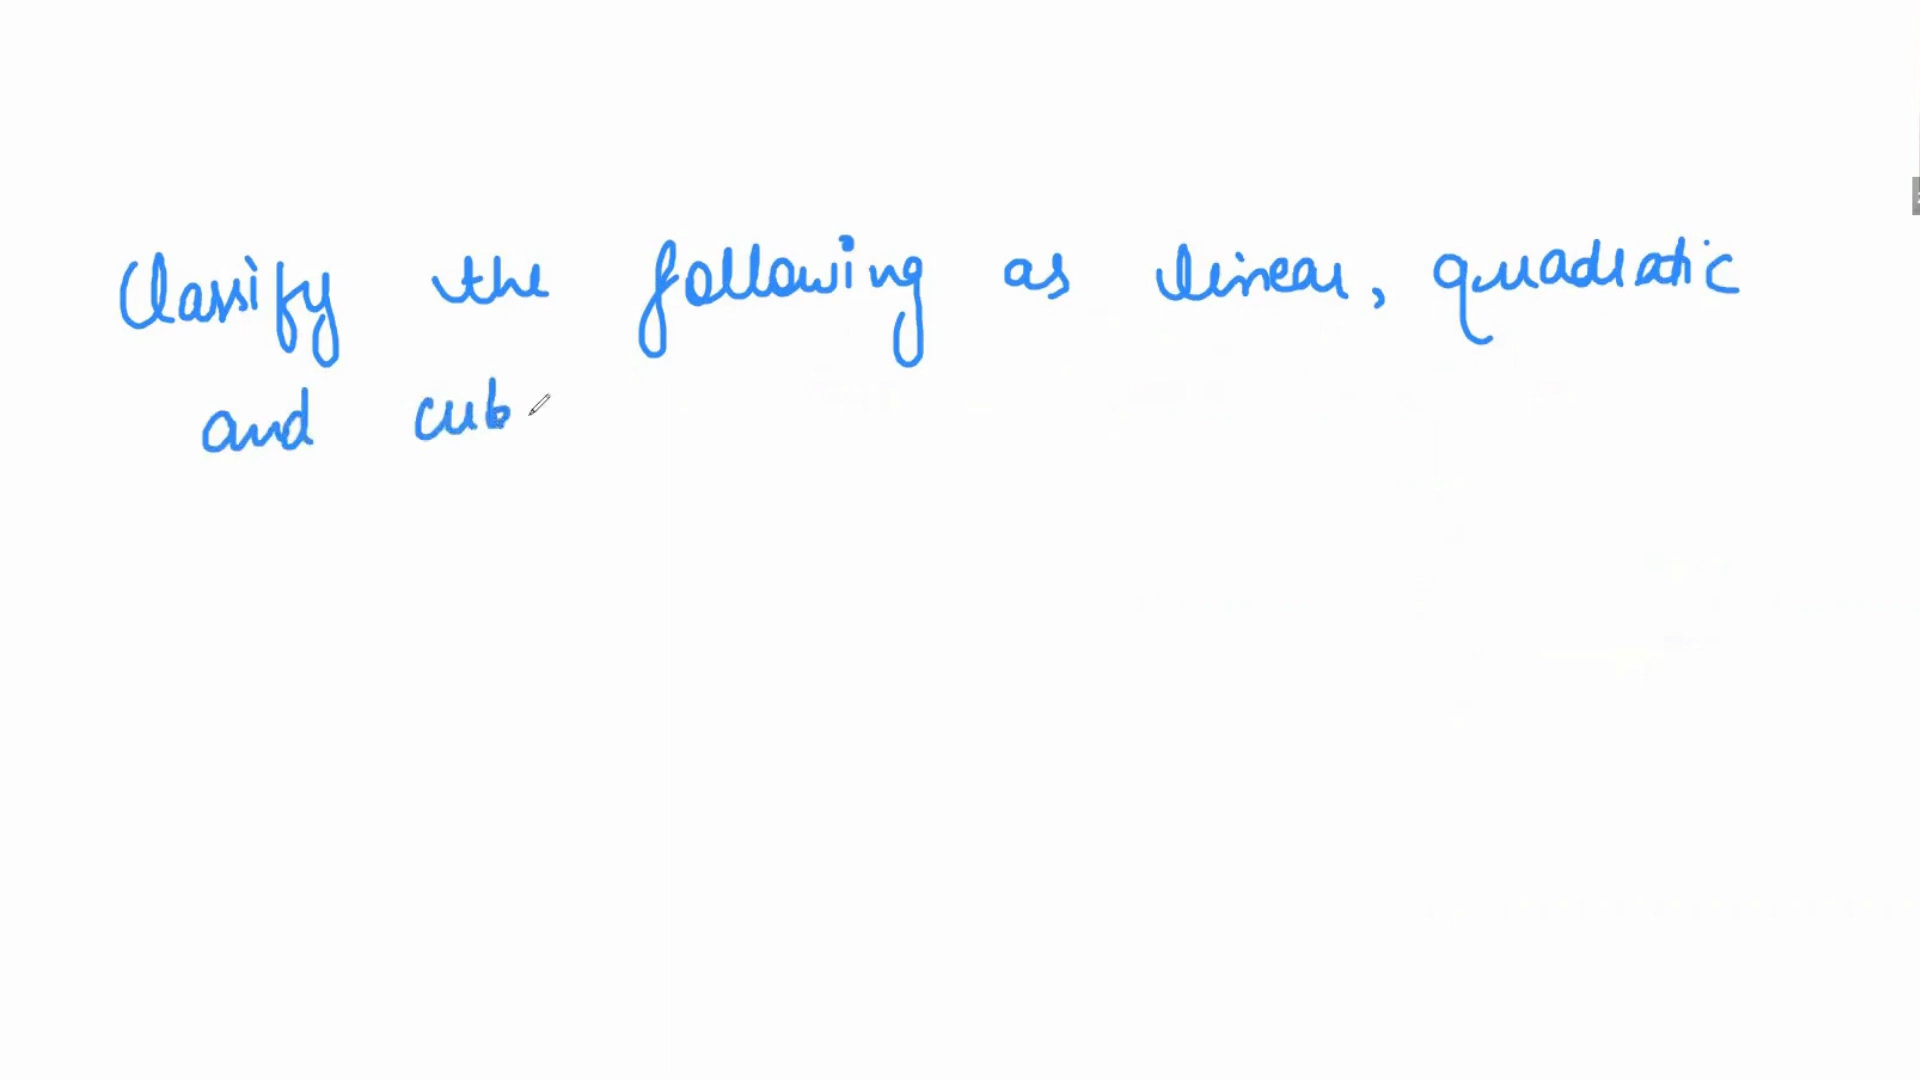 Classify the following as linear, quadratic
and cub